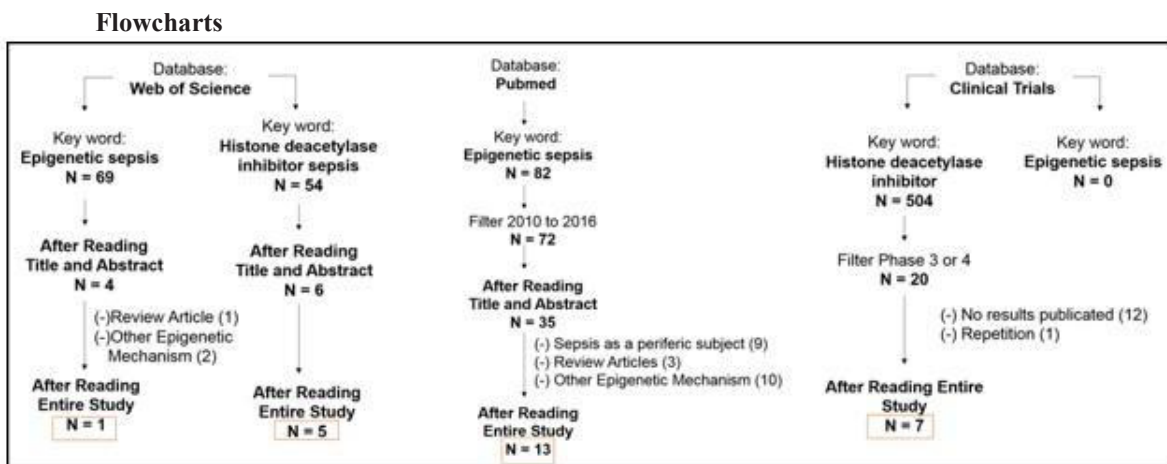 Flowcharts
Database:
Web of Science
Key word:
Epigenetic sepsis
N = 69
After Reading
Title and Abstract
N = 4
(-)Review Article (1)
(-)Other Epigenetic
Mechanism (2)
After Reading
Entire Study
N = 1
Key word:
Histone deacetylase
inhibitor sepsis
N = 54
After Reading
Title and Abstract
N = 6
After Reading
Entire Study
N = 5
Database:
Pubmed
Key word:
Epigenetic sepsis
N = 82
Filter 2010 to 2016
N = 72
After Reading
Title and Abstract
N = 35
(-) Sepsis as a periferic subject (9)
(-) Review Articles (3)
(-) Other Epigenetic Mechanism (10)
After Reading
Entire Study
N = 13
Database:
Clinical Trials
Key word:
Histone deacetylase
inhibitor
N = 504
Filter Phase 3 or 4
N = 20
(-) No results publicated (12)
(-) Repetition (1)
After Reading Entire
Study
N = 7
Key word:
Epigenetic sepsis
N = 0